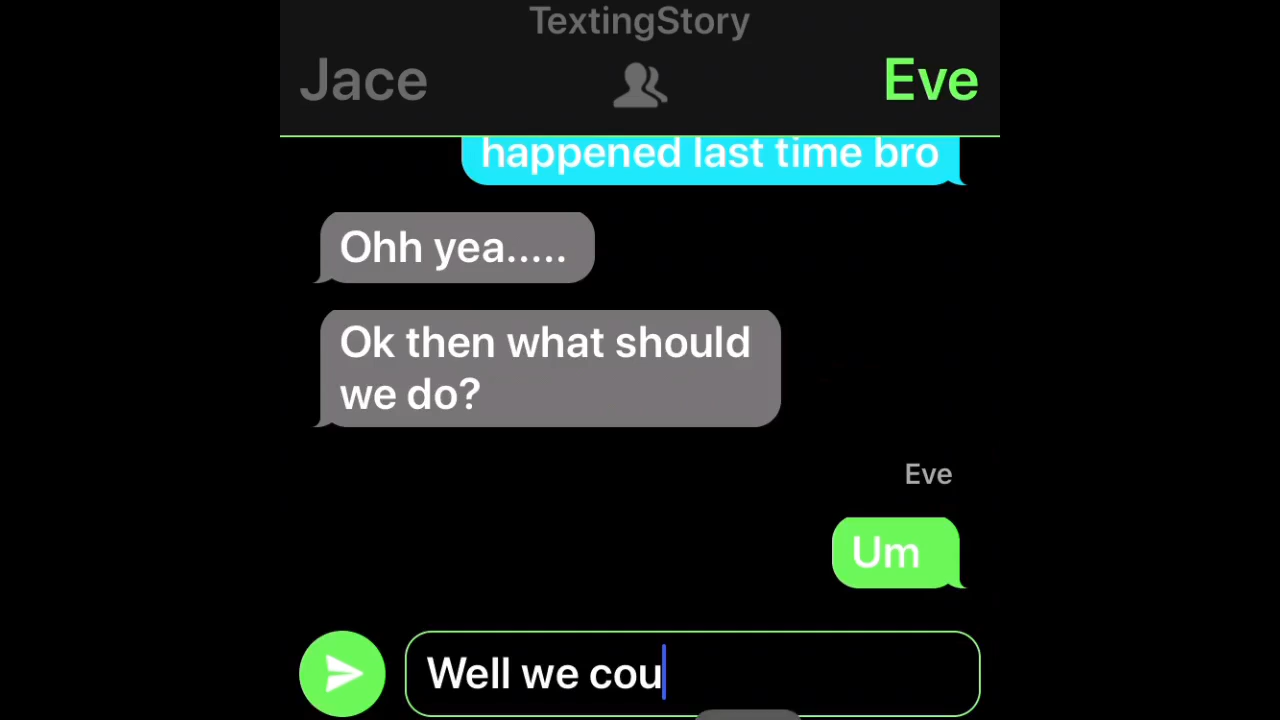 TextingStory
Jace
Eve
happened last time bro
Ohh yea.....
Ok then what should
we do?
Eve
Um
Well we cou